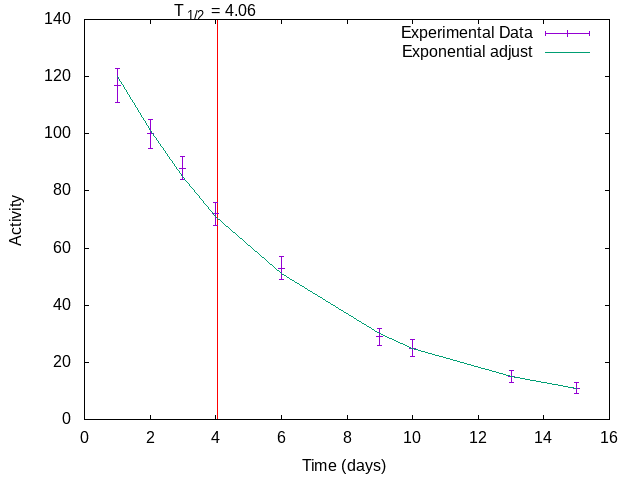 T 1/2 = 4.06
140
120
100
80
60
40
20
0
Activity
Experimental Data
Exponential adjust
0 2 4 6 8 10 12 14 16
Time (days)